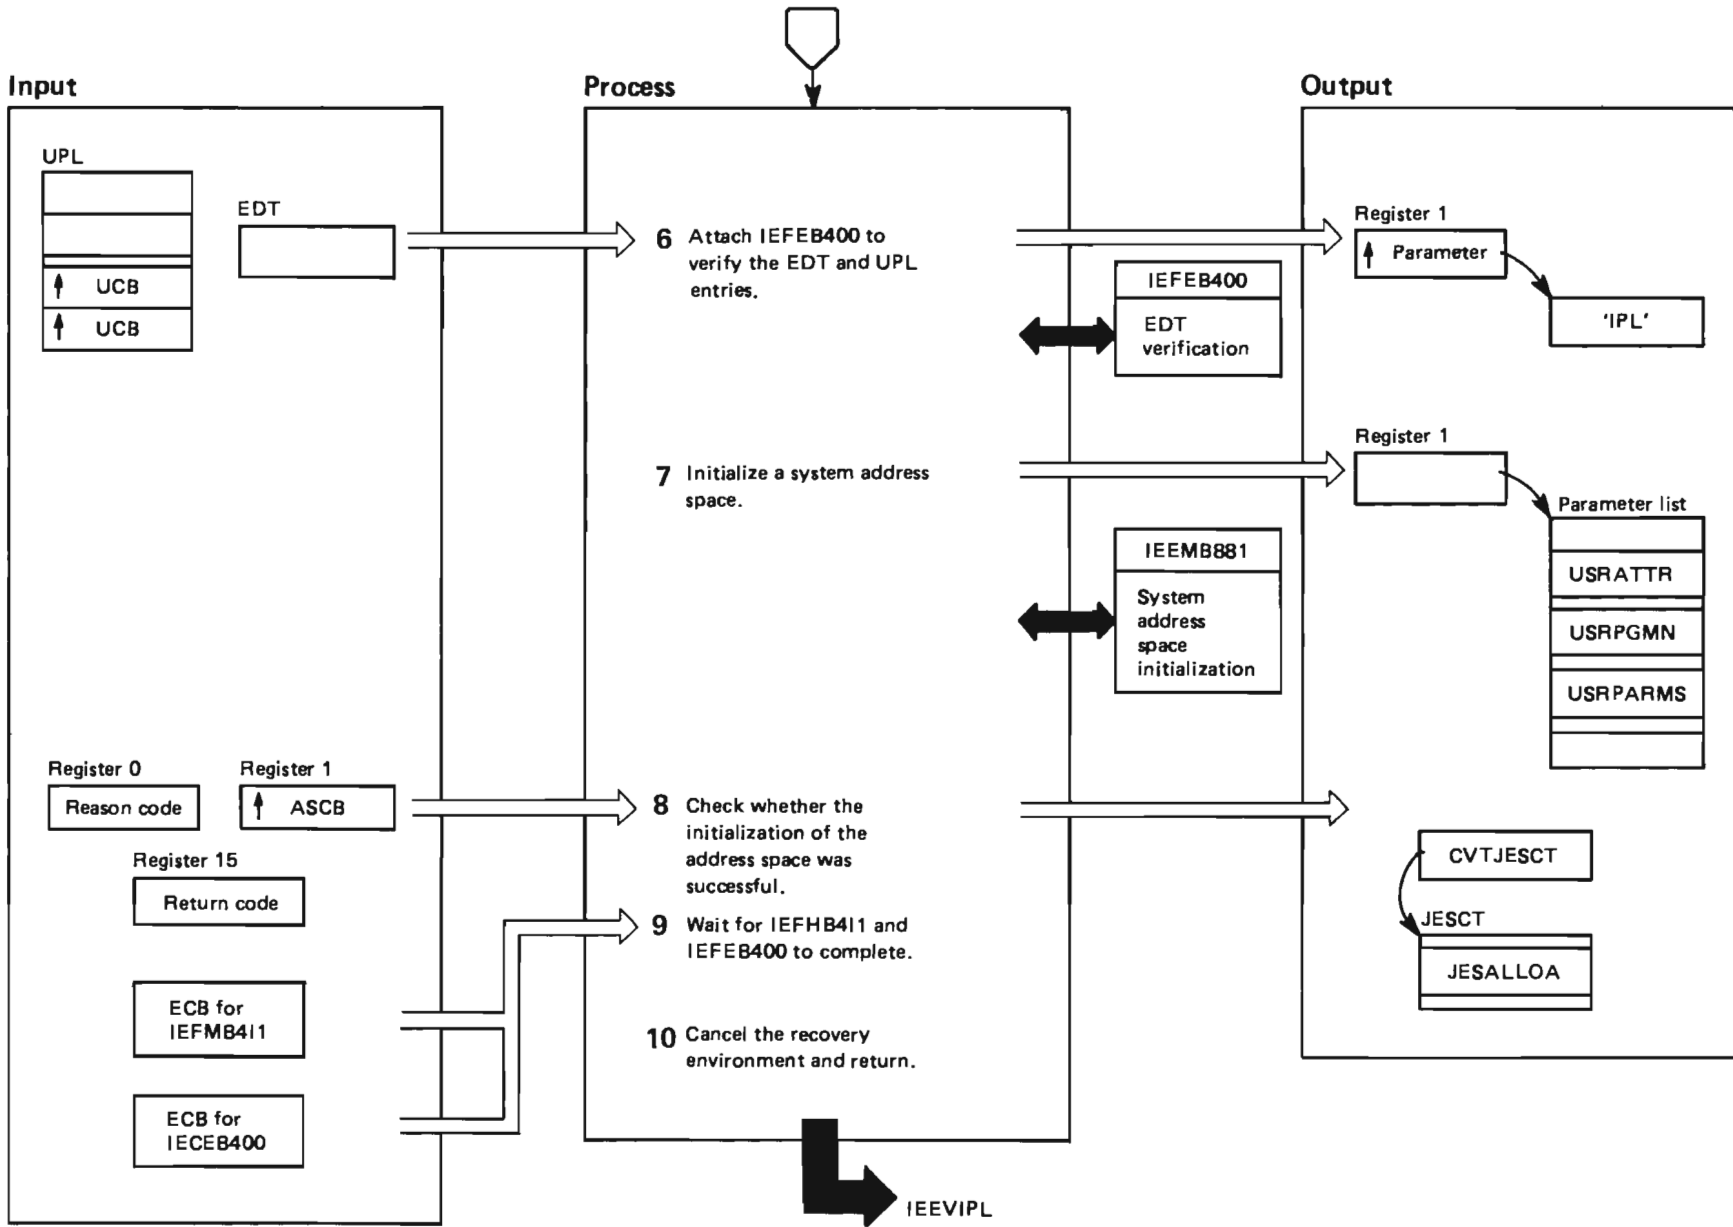 Input
Process
Output
UPL
EDT
UCB
UCB
6 Attach IEFEB400 to
verify the EDT and UPL
entries.
IEFEB400
EDT
verification
Register 1
Parameter
'IPL'
7 Initialize a system address
space.
IEEMB881
System
address
space
initialization
Register 1
Parameter list
USRATTR
USRPGMN
USRPARMS
Register 0
Reason code
Register 1
ASCB
Register 15
Return code
8 Check whether the
initialization of the
address space was
successful.
9 Wait for IEFHB4I1 and
IEFEB400 to complete.
CVTJESCT
JESCT
JESALLOA
ECB for
IEFMB4I1
ECB for
IECEB400
10 Cancel the recovery
environment and return.
IEEVIPL